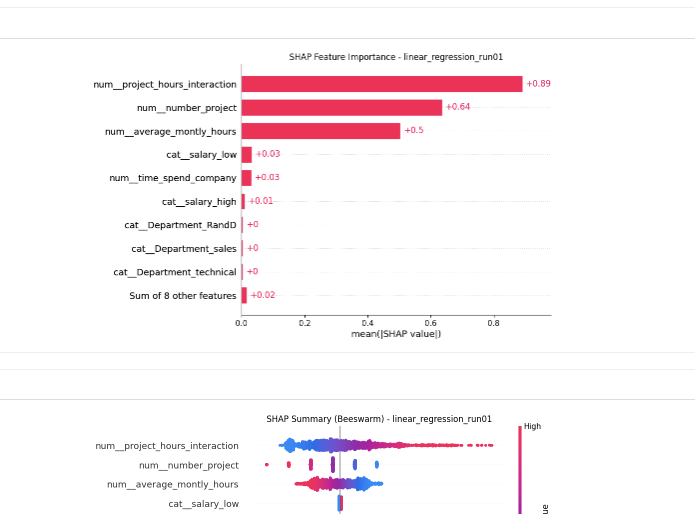 SHAP Feature Importance - linear_regression_run01
num__project_hours_interaction +0.89
num__number_project +0.64
num__average_montly_hours +0.5
cat__salary_low +0.03
num__time_spend_company +0.03
cat__salary_high +0.01
cat__Department_RandD +0
cat__Department_sales +0
cat__Department_technical +0
Sum of 8 other features +0.02
0.0 0.2 0.4 0.6 0.8
mean(|SHAP value|)
SHAP Summary (Beeswarm) - linear_regression_run01
High
num__project_hours_interaction
num__number_project
num__average_montly_hours
cat__salary_low